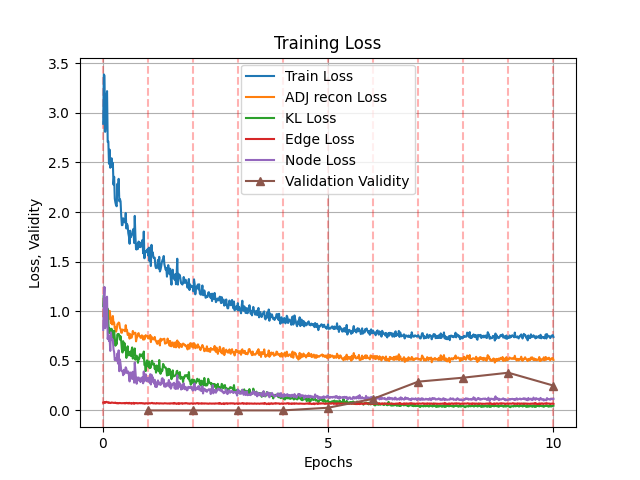 Training Loss
3.5
3.0
2.5
2.0
1.5
1.0
0.5
0.0
Loss, Validity
Train Loss
ADJ recon Loss
KL Loss
Edge Loss
Node Loss
Validation Validity
0
5
10
Epochs